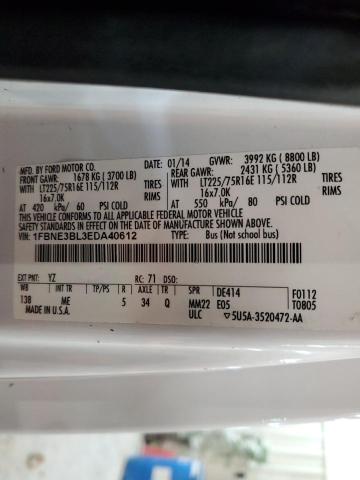 MFD. BY FORD MOTOR CO.
DATE: 01/14 GVWR: 3992 KG ( 8800 LB)
FRONT GAWR: 1678 KG ( 3700 LB) REAR GAWR: 2431 KG ( 5360 LB)
WITH LT225/75R16E 115/112R TIRES WITH LT225/75R16E 115/112R TIRES
16x7.0K RIMS 16x7.0K RIMS
AT 420 kPa/ 60 PSI COLD AT 550 kPa/ 80 PSI COLD
THIS VEHICLE CONFORMS TO ALL APPLICABLE FEDERAL MOTOR VEHICLE
SAFETY STANDARDS IN EFFECT ON THE DATE OF MANUFACTURE SHOWN ABOVE.
VIN: 1FBNE3BL3EDA40612 TYPE: Bus (Not school)
EXT PNT: YZ RC: 71 DSO:
WB INT TR TP/PS R AXLE TR SPR DE414 F0112
138 ME 5 34 Q MM22 E05 T0805
MADE IN U.S.A. ULC 5U5A-3520472-AA